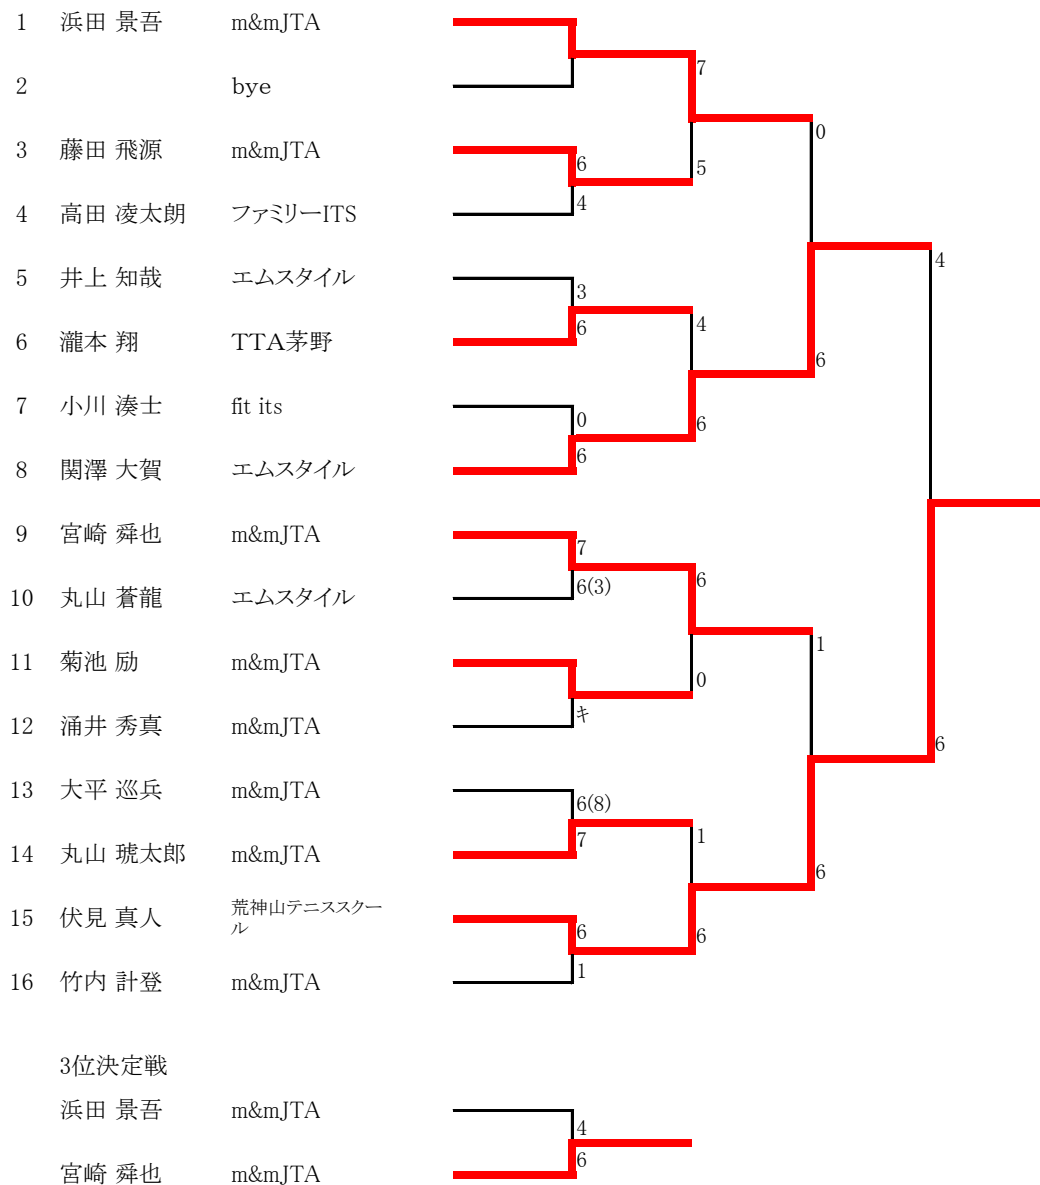 1 浜田 景吾 m&mJTA
2 bye
7
0
3 藤田 飛源 m&mJTA
6
5
4 高田 凌太朗 ファミリーITS
4
4
5 井上 知哉 エムスタイル
3
4
6 瀧本 翔 TTA茅野
6
6
7 小川 湊士 fit its
0
6
8 関澤 大賀 エムスタイル
6
9 宮崎 舜也 m&mJTA
7
6
10 丸山 蒼龍 エムスタイル
6(3)
1
11 菊池 励 m&mJTA
0
12 涌井 秀真 m&mJTA
キ
6
13 大平 巡兵 m&mJTA
6(8)
1
14 丸山 琥太郎 m&mJTA
7
6
15 伏見 真人 荒神山テニススクー
ル
6
6
16 竹内 計登 m&mJTA
1
3位決定戦
浜田 景吾 m&mJTA
4
宮崎 舜也 m&mJTA
6